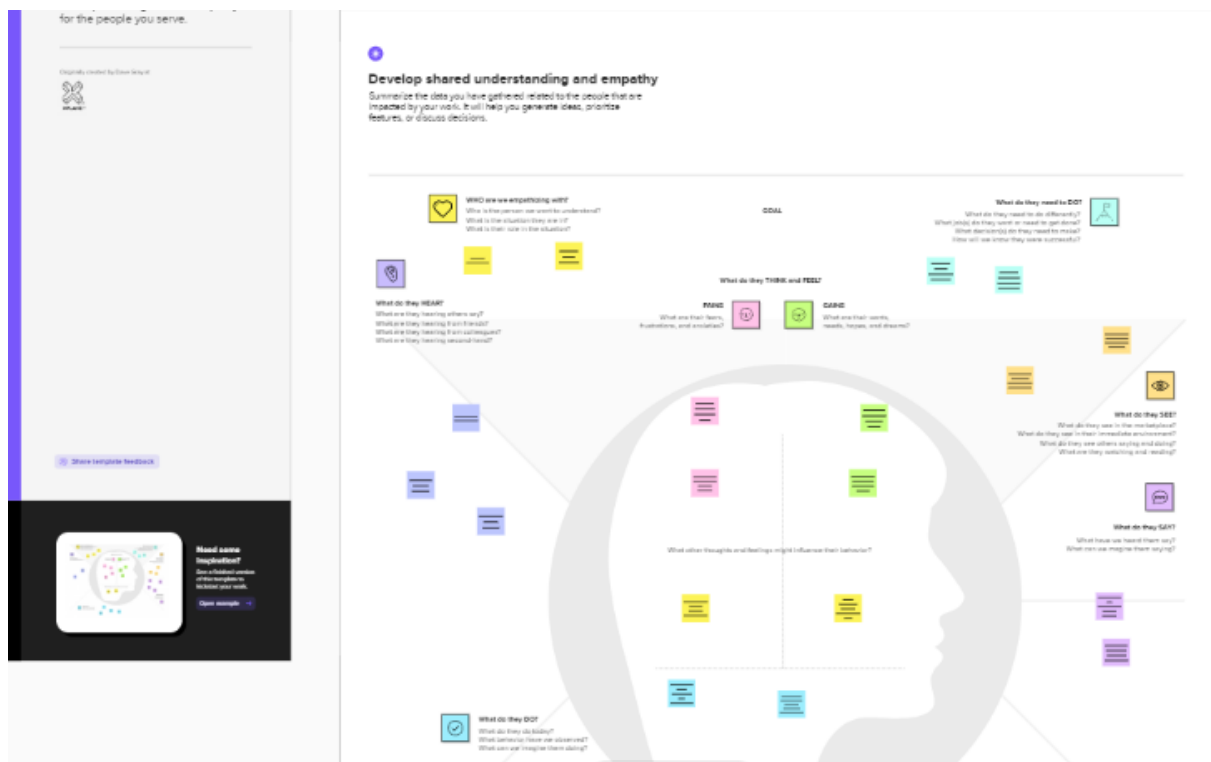 for the people you serve.
Originally created by Dave Gray at
XPLANE
Share template feedback
Need some
inspiration?
See a finished version
of this template to
kickstart your work.
Open example →
Develop shared understanding and empathy
Summarize the data you have gathered related to the people that are
impacted by your work. It will help you generate ideas, prioritize
features, or discuss decisions.
WHO are we empathizing with?
Who is the person we want to understand?
What is the situation they are in?
What is their role in the situation?
GOAL
What do they need to DO?
What do they need to do differently?
What job(s) do they want or need to get done?
What decision(s) do they need to make?
How will we know they were successful?
What do they HEAR?
What are they hearing others say?
What are they hearing from friends?
What are they hearing from colleagues?
What are they hearing second-hand?
What do they THINK and FEEL?
PAINS
What are their fears,
frustrations, and anxieties?
GAINS
What are their wants,
needs, hopes, and dreams?
What do they SEE?
What do they see in the marketplace?
What do they see in their immediate environment?
What do they see others saying and doing?
What are they watching and reading?
What do they SAY?
What have we heard them say?
What can we imagine them saying?
What other thoughts and feelings might influence their behavior?
What do they DO?
What do they do today?
What behavior have we observed?
What can we imagine them doing?